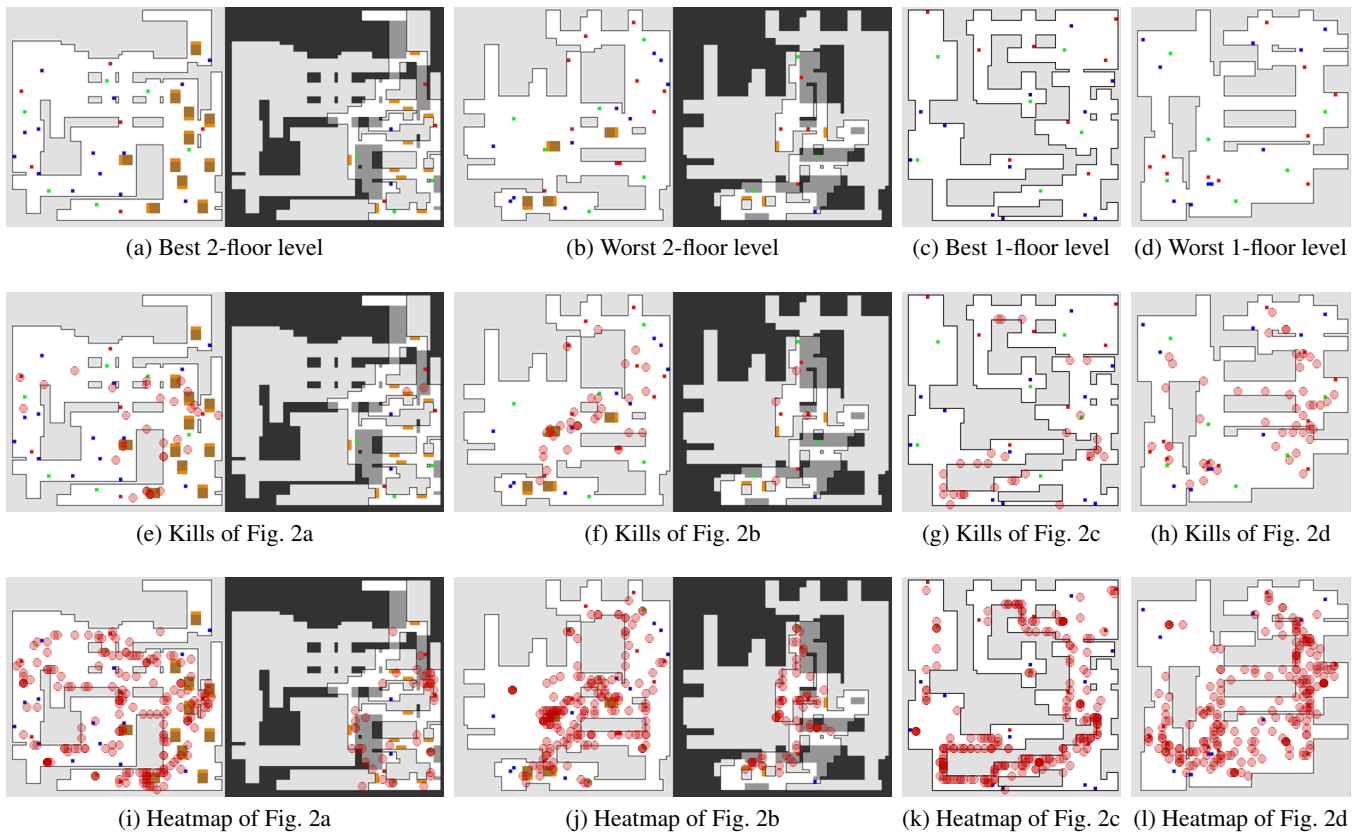 (a) Best 2-floor level
(b) Worst 2-floor level
(c) Best 1-floor level
(d) Worst 1-floor level
(e) Kills of Fig. 2a
(f) Kills of Fig. 2b
(g) Kills of Fig. 2c
(h) Kills of Fig. 2d
(i) Heatmap of Fig. 2a
(j) Heatmap of Fig. 2b
(k) Heatmap of Fig. 2c
(l) Heatmap of Fig. 2d